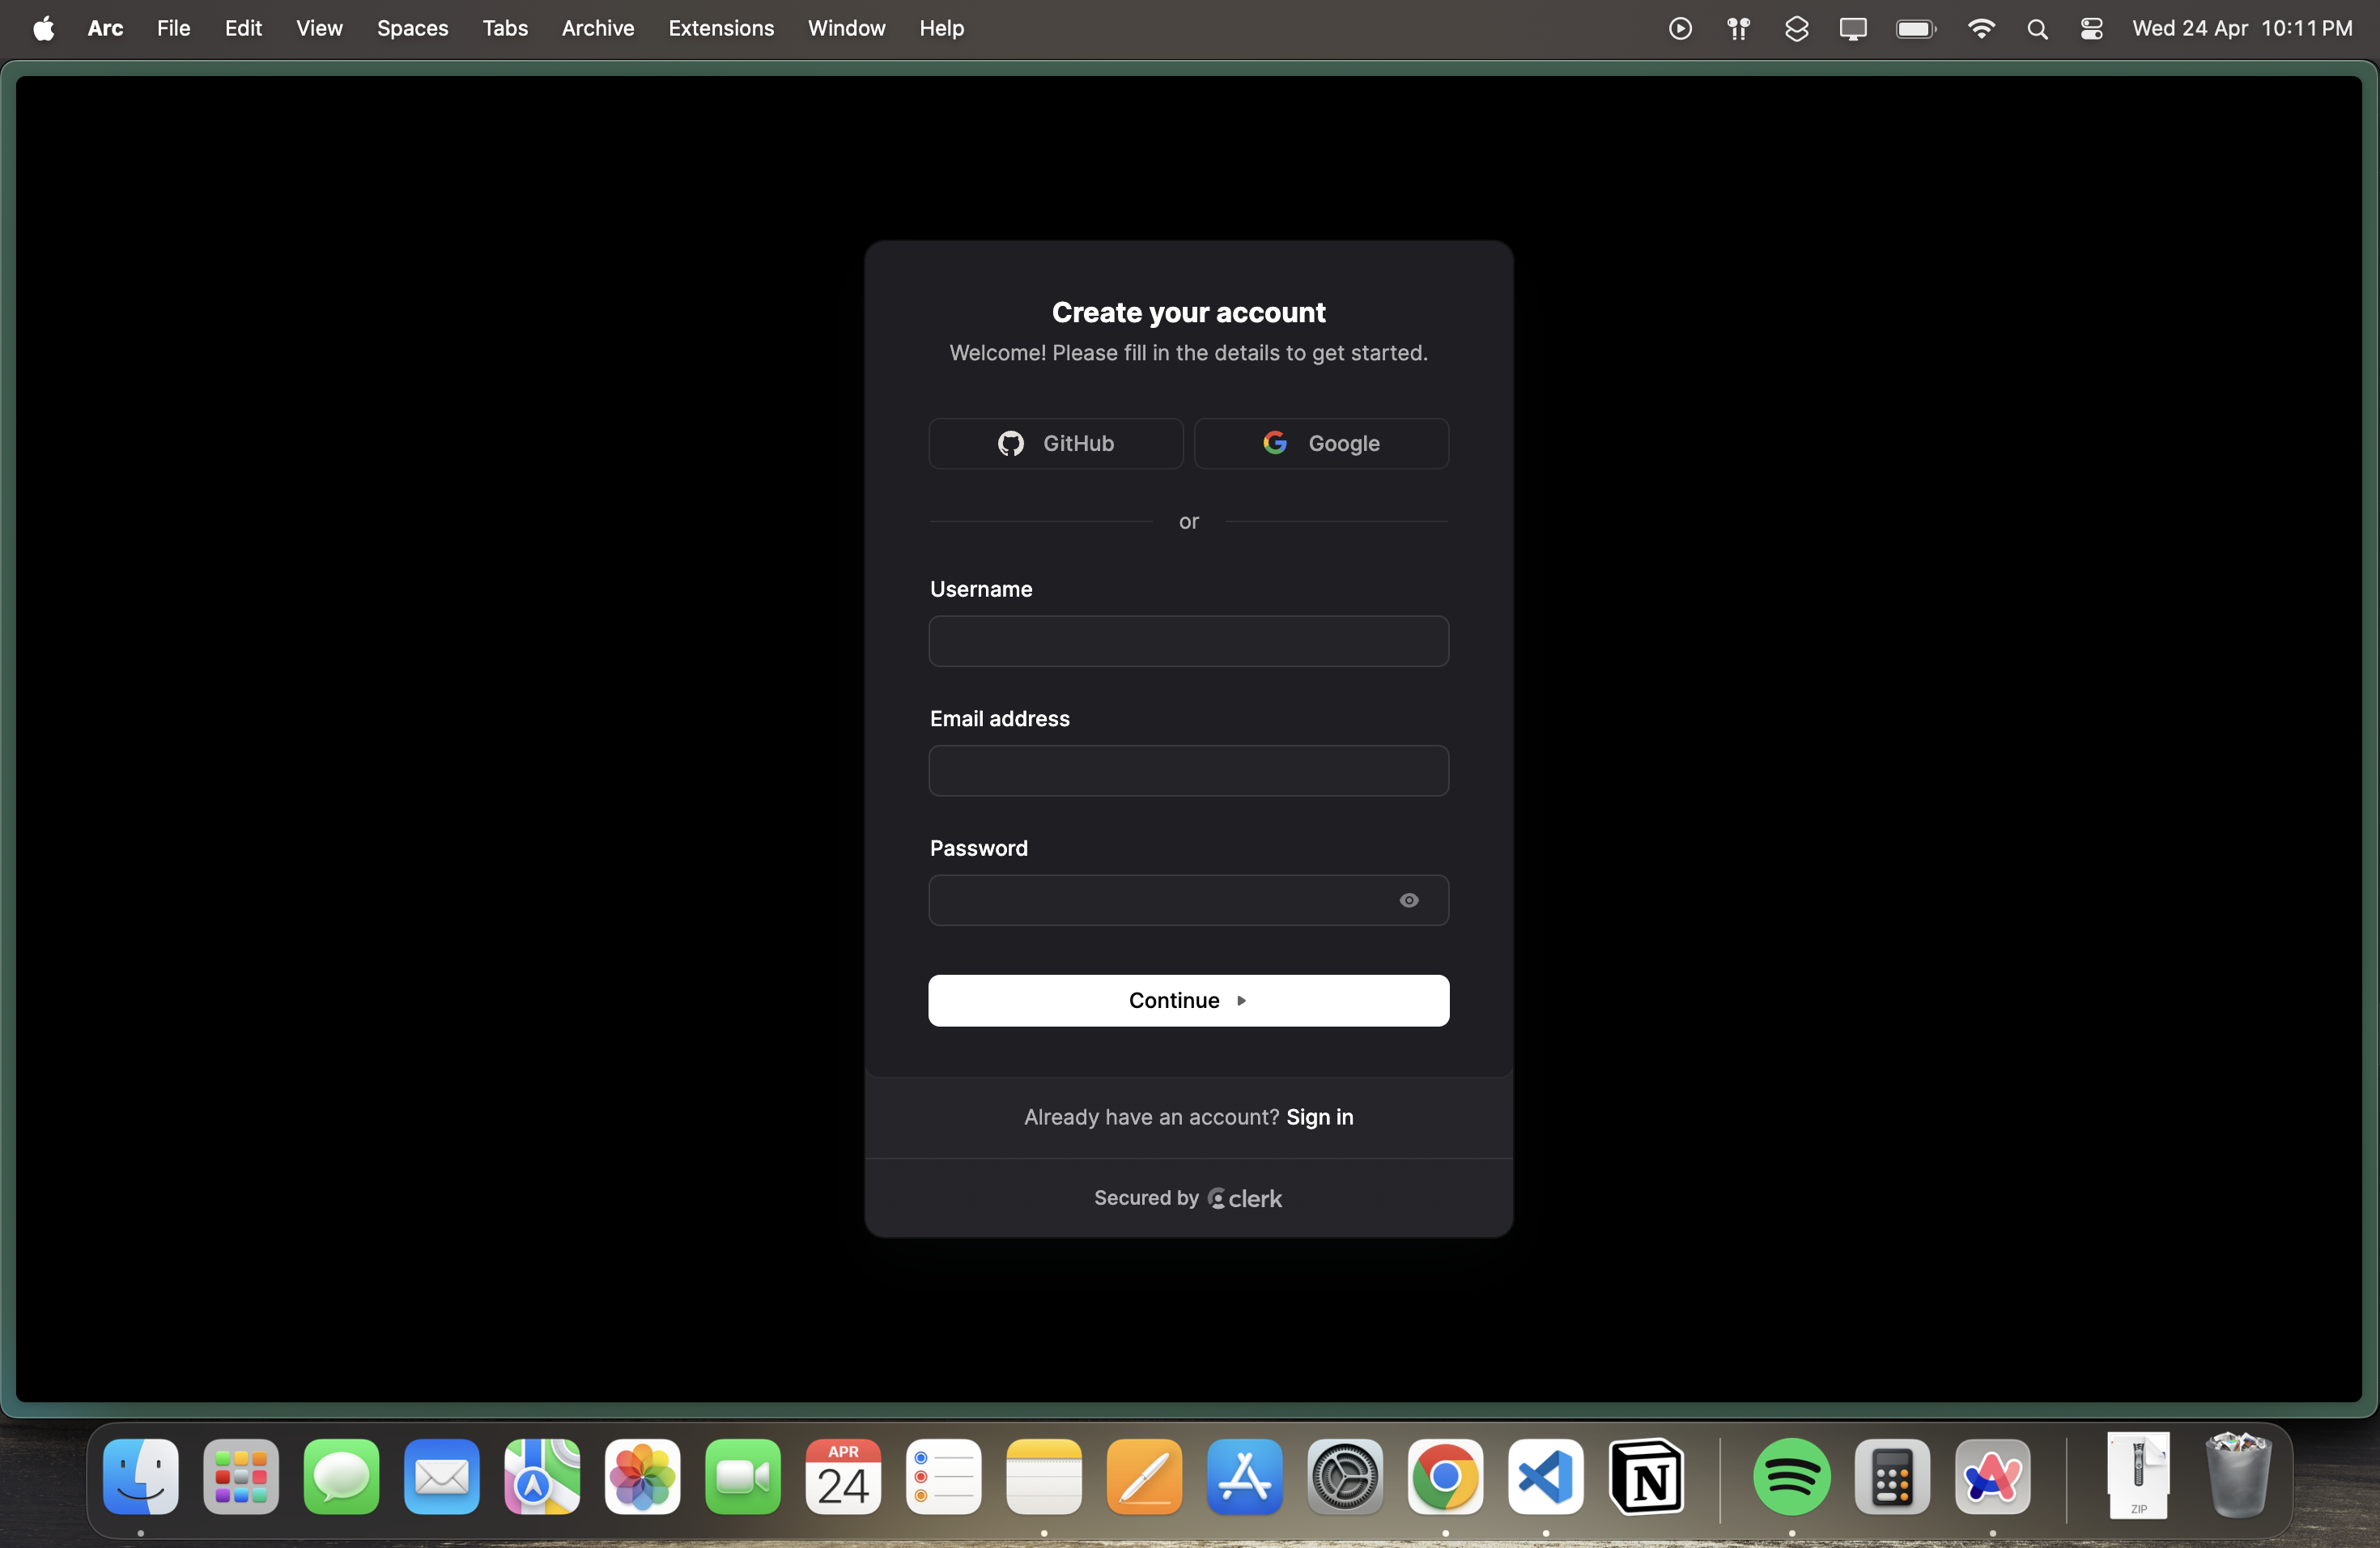 Arc File Edit View Spaces Tabs Archive Extensions Window Help Wed 24 Apr 10:11 PM
Create your account
Welcome! Please fill in the details to get started.
GitHub Google
or
Username
Email address
Password
Continue
Already have an account? Sign in
Secured by clerk
APR
24
N
ZIP